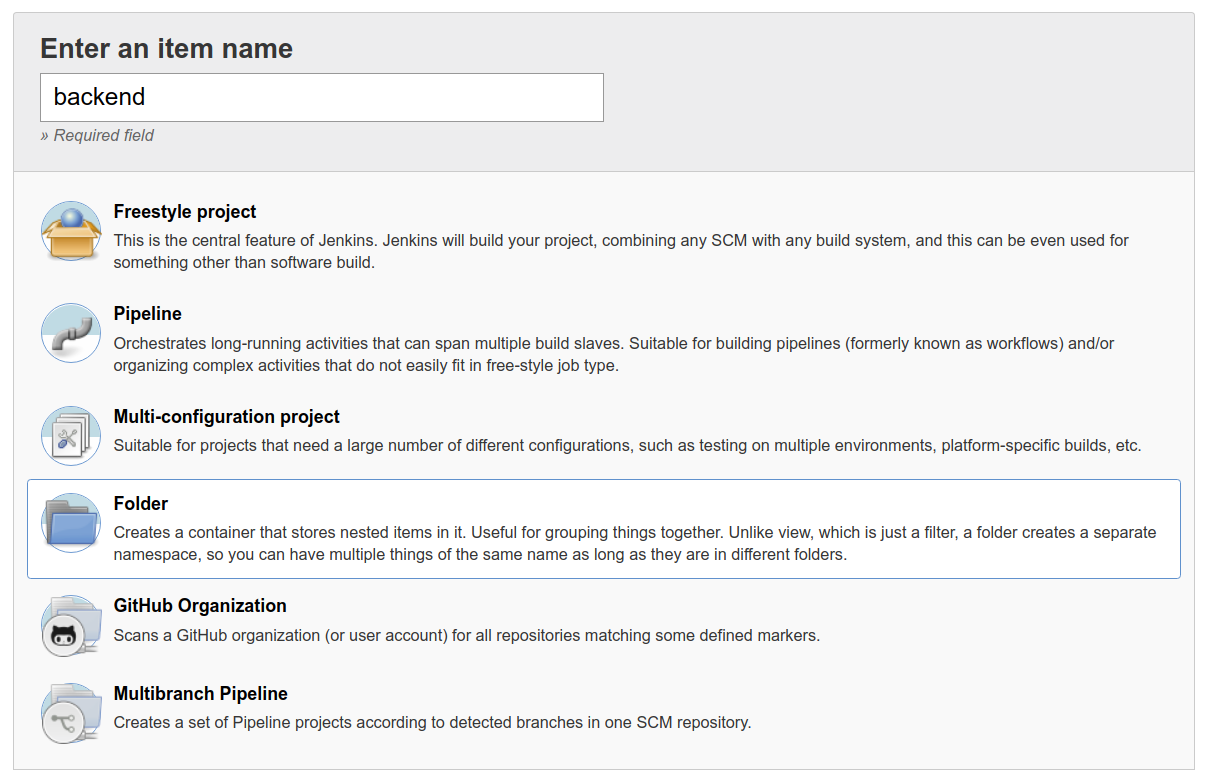 Enter an item name
backend
» Required field
Freestyle project
This is the central feature of Jenkins. Jenkins will build your project, combining any SCM with any build system, and this can be even used for
something other than software build.
Pipeline
Orchestrates long-running activities that can span multiple build slaves. Suitable for building pipelines (formerly known as workflows) and/or
organizing complex activities that do not easily fit in free-style job type.
Multi-configuration project
Suitable for projects that need a large number of different configurations, such as testing on multiple environments, platform-specific builds, etc.
Folder
Creates a container that stores nested items in it. Useful for grouping things together. Unlike view, which is just a filter, a folder creates a separate
namespace, so you can have multiple things of the same name as long as they are in different folders.
GitHub Organization
Scans a GitHub organization (or user account) for all repositories matching some defined markers.
Multibranch Pipeline
Creates a set of Pipeline projects according to detected branches in one SCM repository.